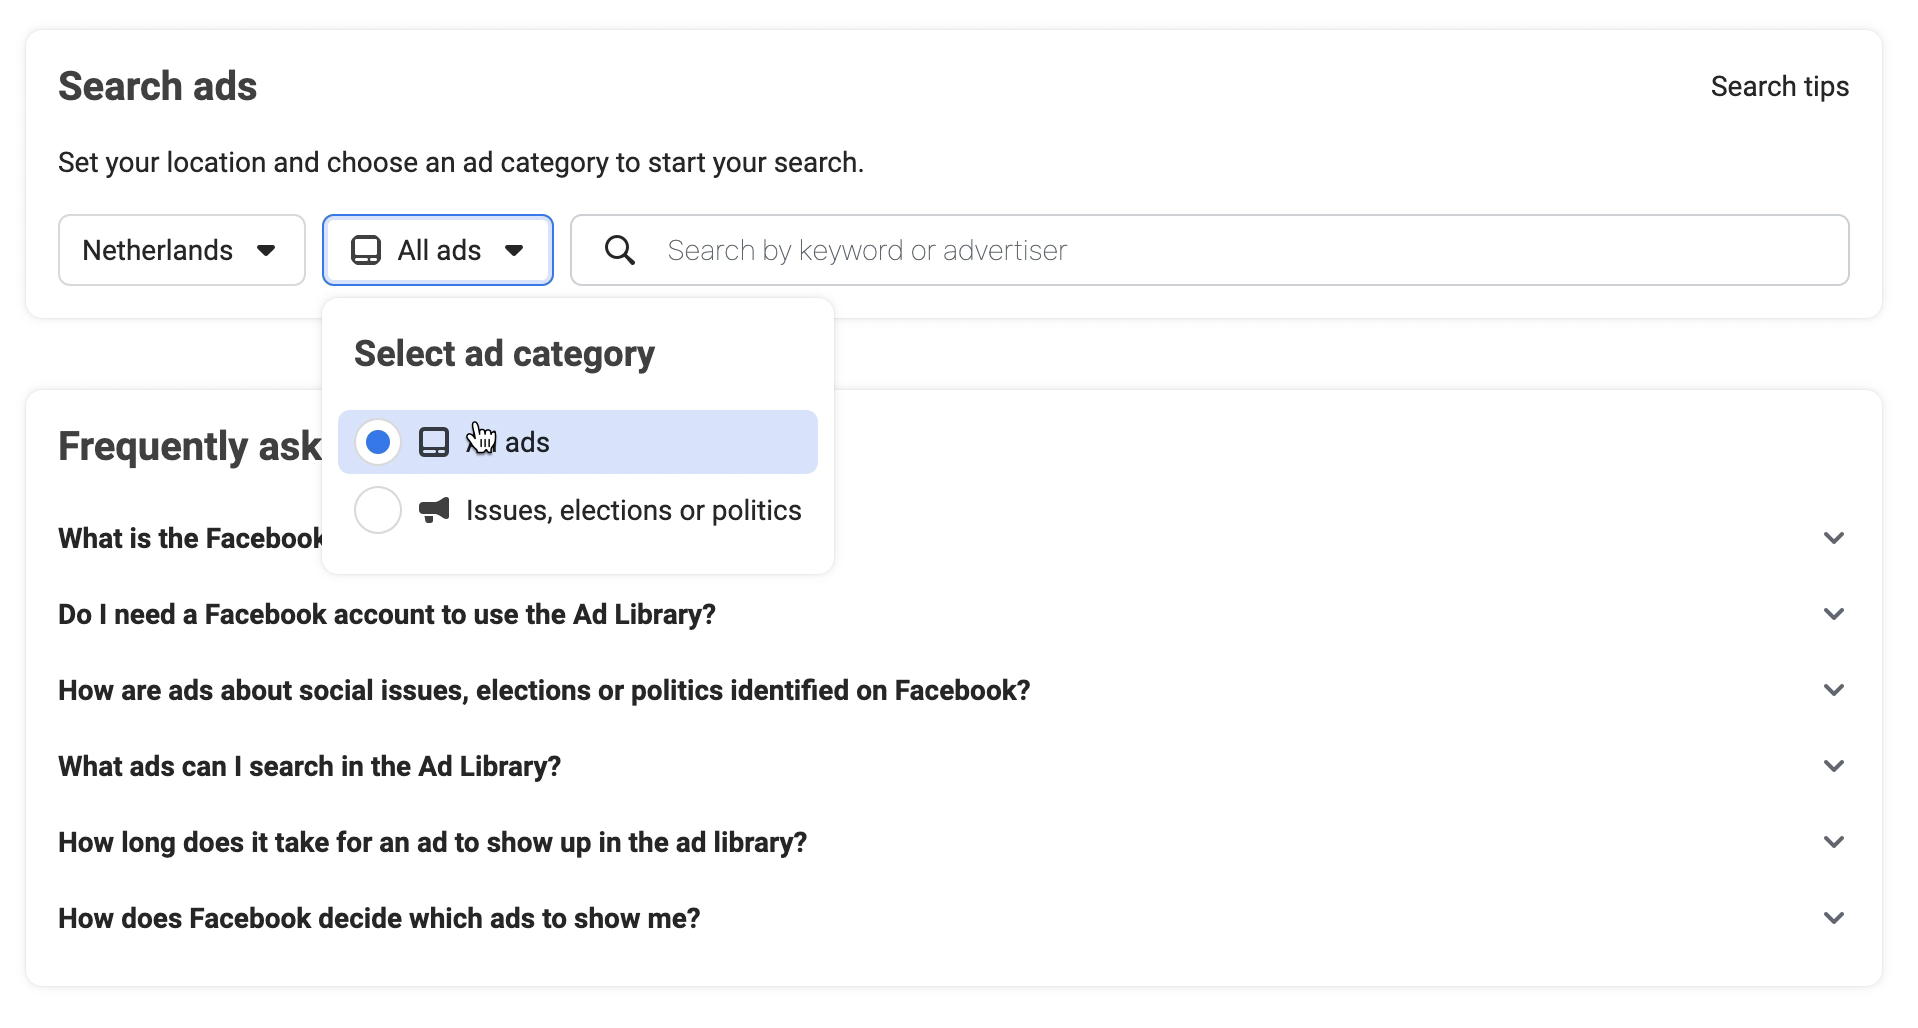 Search ads
Search tips
Set your location and choose an ad category to start your search.
Netherlands
All ads
Search by keyword or advertiser
Select ad category
ads
Issues, elections or politics
Frequently
What is the Facebook
Do I need a Facebook account to use the Ad Library?
How are ads about social issues, elections or politics identified on Facebook?
What ads can I search in the Ad Library?
How long does it take for an ad to show up in the ad library?
How does Facebook decide which ads to show me?